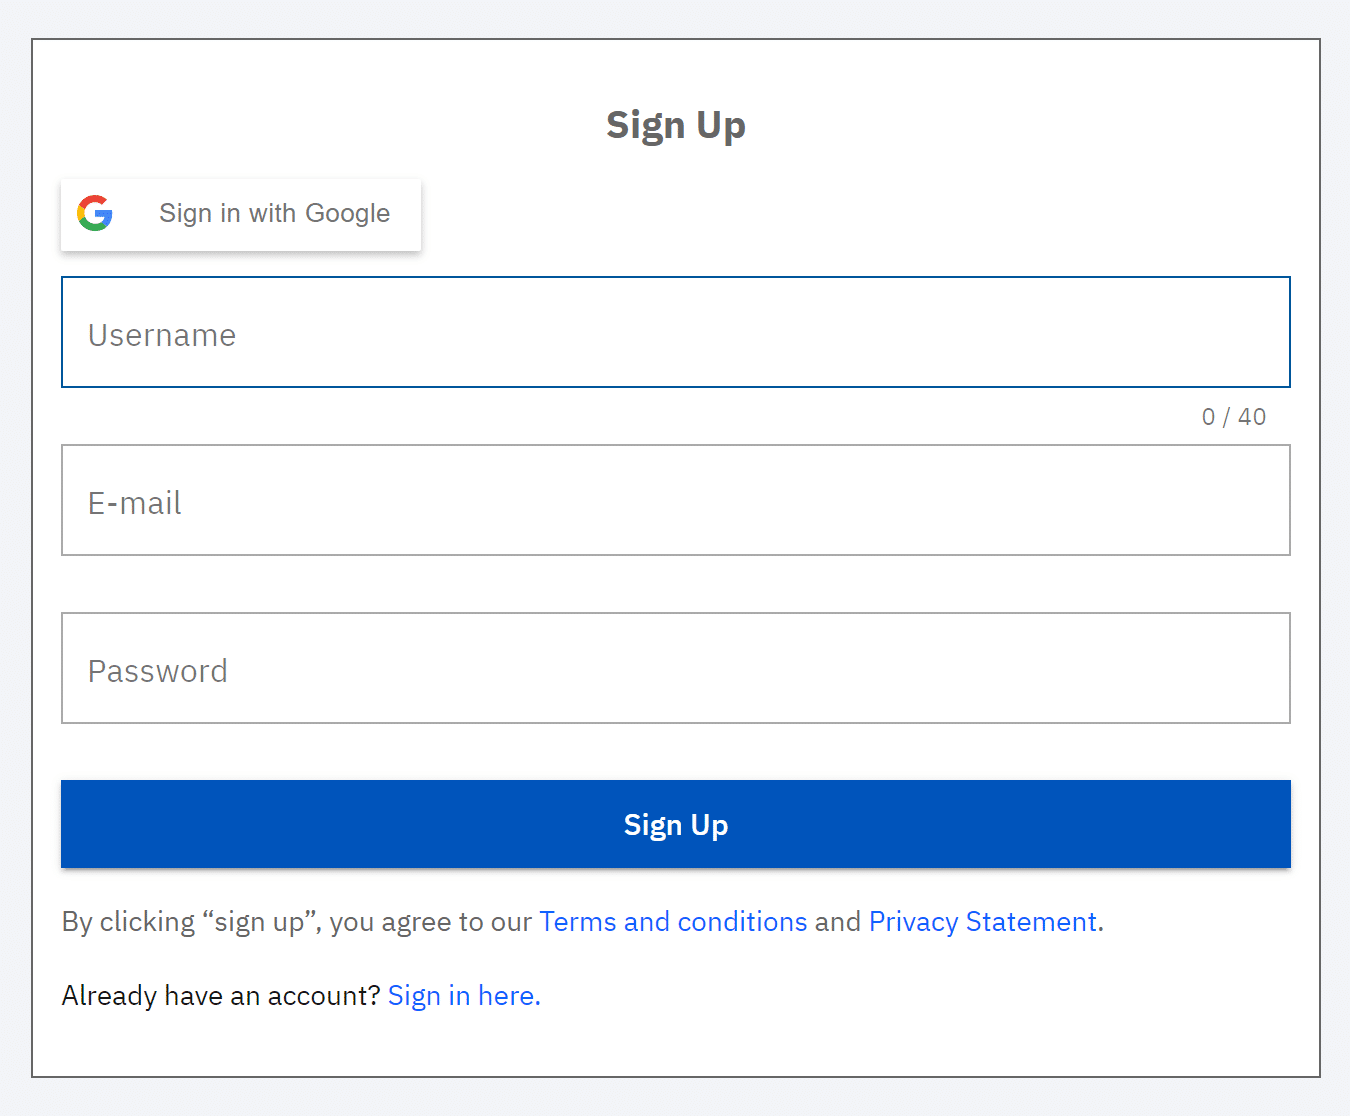 Sign Up
Sign in with Google
Username
0 / 40
E-mail
Password
Sign Up
By clicking “sign up”, you agree to our Terms and conditions and Privacy Statement.
Already have an account? Sign in here.